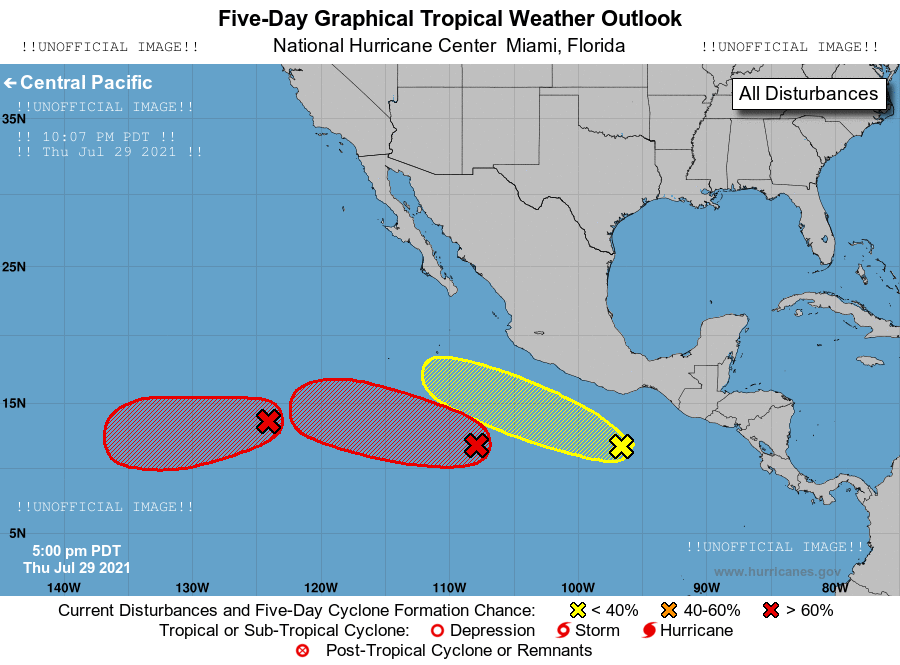 Five-Day Graphical Tropical Weather Outlook
!!UNOFFICIAL IMAGE!! National Hurricane Center  Miami, Florida !!UNOFFICIAL IMAGE!!
← Central Pacific
All Disturbances
!!UNOFFICIAL IMAGE!!
35N
!! 10:07 PM PDT !!
!! Thu Jul 29 2021 !!
25N
15N
!!UNOFFICIAL IMAGE!!
5N
!!UNOFFICIAL IMAGE!!
5:00 pm PDT
Thu Jul 29 2021
www.hurricanes.gov
140W 130W 120W 110W 100W 90W 80W
Current Disturbances and Five-Day Cyclone Formation Chance: < 40% 40-60% > 60%
Tropical or Sub-Tropical Cyclone: Depression Storm Hurricane
Post-Tropical Cyclone or Remnants